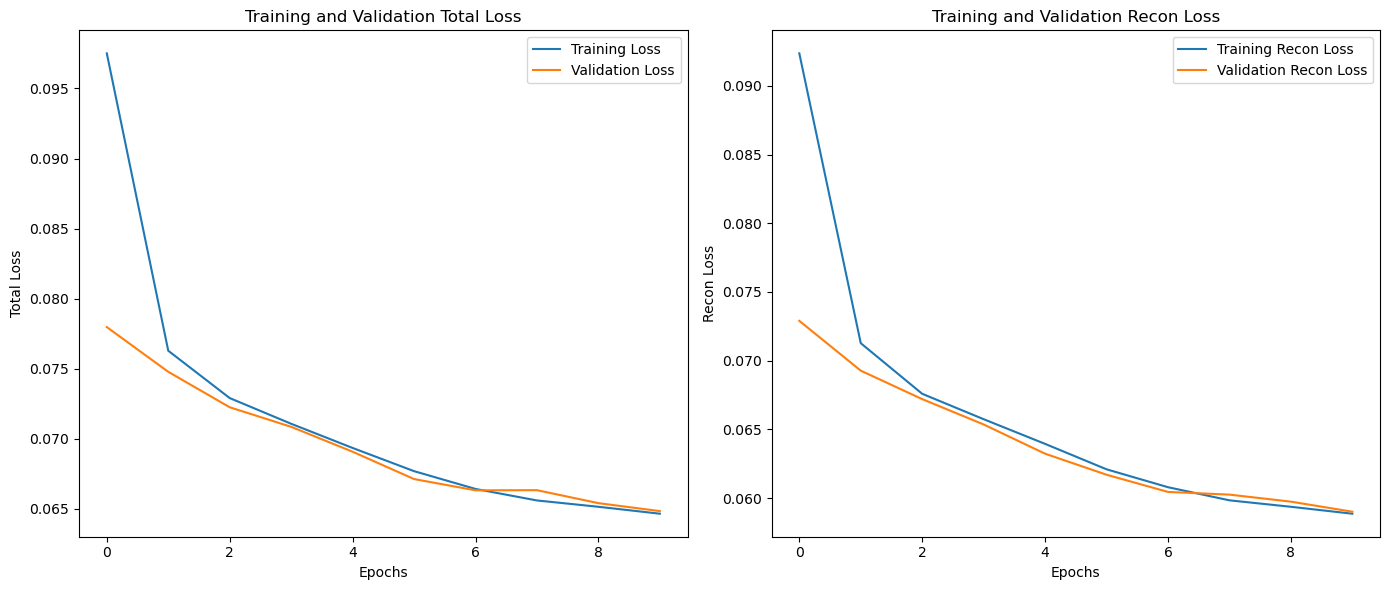 Training and Validation Total Loss
Training Loss
Validation Loss
0.095
0.090
0.085
0.080
0.075
0.070
0.065
Total Loss
0 2 4 6 8
Epochs
Training and Validation Recon Loss
Training Recon Loss
Validation Recon Loss
0.090
0.085
0.080
0.075
0.070
0.065
0.060
Recon Loss
0 2 4 6 8
Epochs